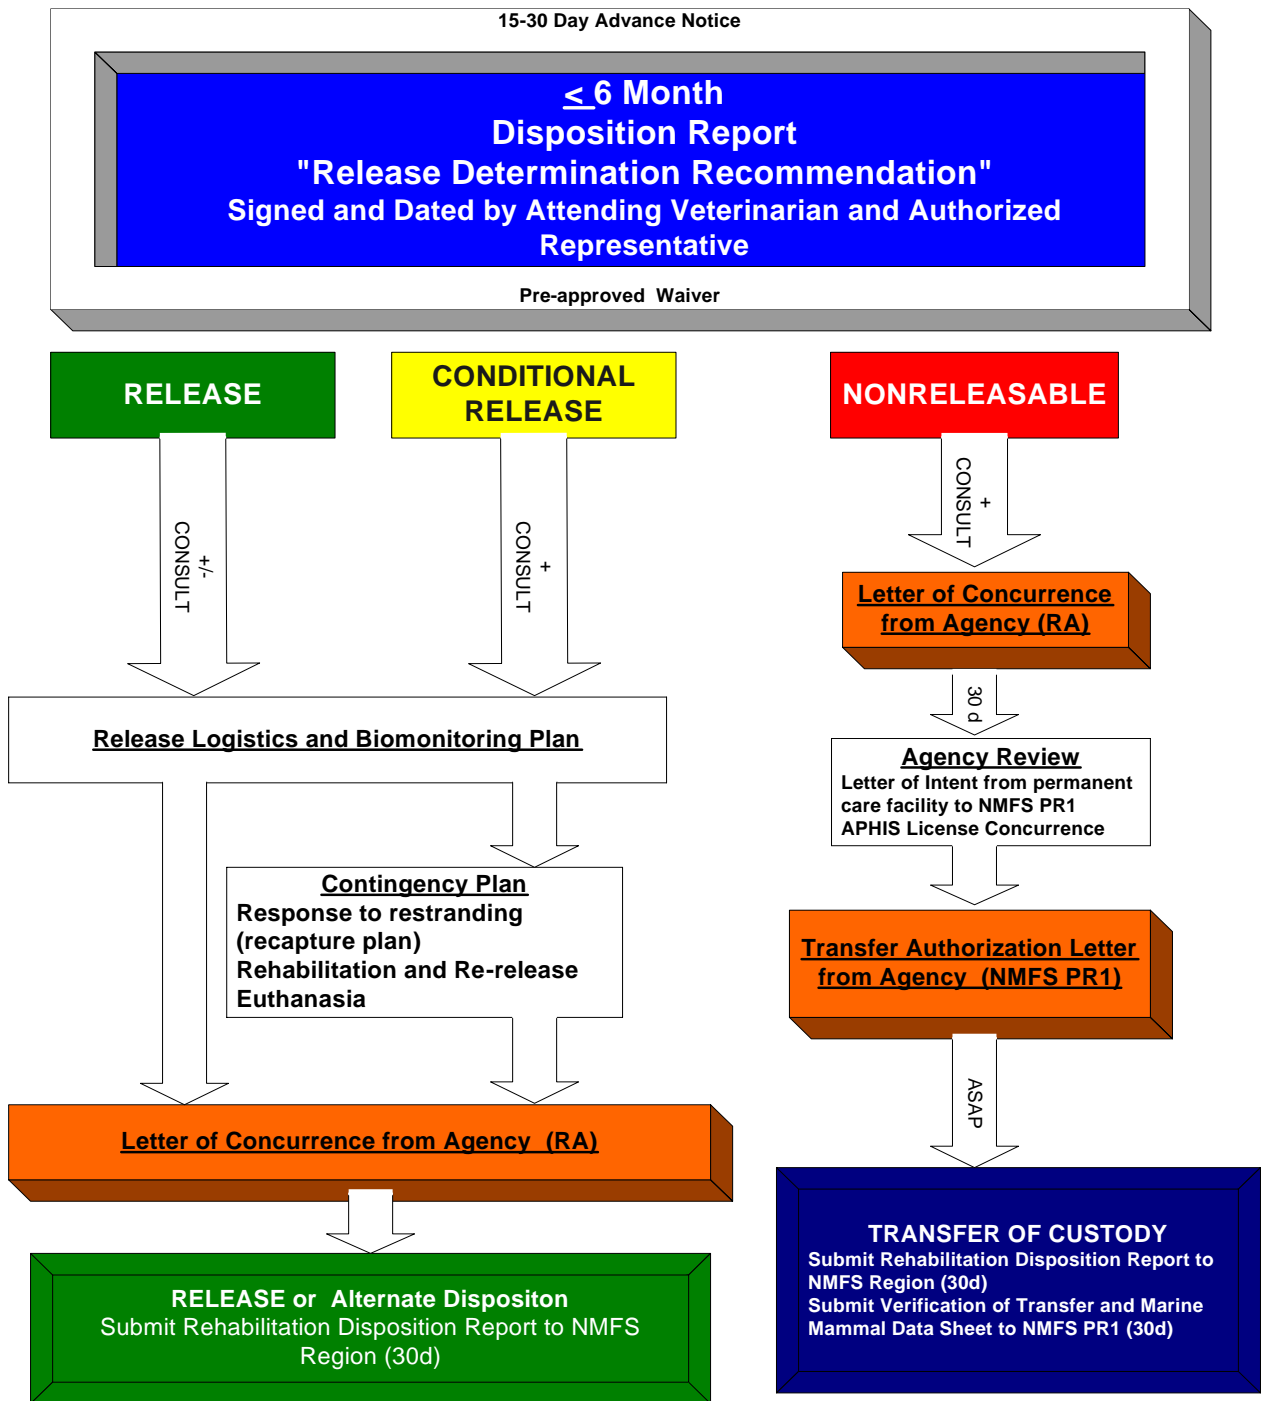 15-30 Day Advance Notice
< 6 Month
Disposition Report
"Release Determination Recommendation"
Signed and Dated by Attending Veterinarian and Authorized
Representative
Pre-approved Waiver
RELEASE
CONDITIONAL
RELEASE
NONRELEASABLE
+/-
CONSULT
+
CONSULT
+
CONSULT
Letter of Concurrence
from Agency (RA)
30 d
Release Logistics and Biomonitoring Plan
Agency Review
Letter of Intent from permanent
care facility to NMFS PR1
APHIS License Concurrence
Contingency Plan
Response to restranding
(recapture plan)
Rehabilitation and Re-release
Euthanasia
Transfer Authorization Letter
from Agency (NMFS PR1)
ASAP
Letter of Concurrence from Agency (RA)
RELEASE or Alternate Dispositon
Submit Rehabilitation Disposition Report to NMFS
Region (30d)
TRANSFER OF CUSTODY
Submit Rehabilitation Disposition Report to
NMFS Region (30d)
Submit Verification of Transfer and Marine
Mammal Data Sheet to NMFS PR1 (30d)